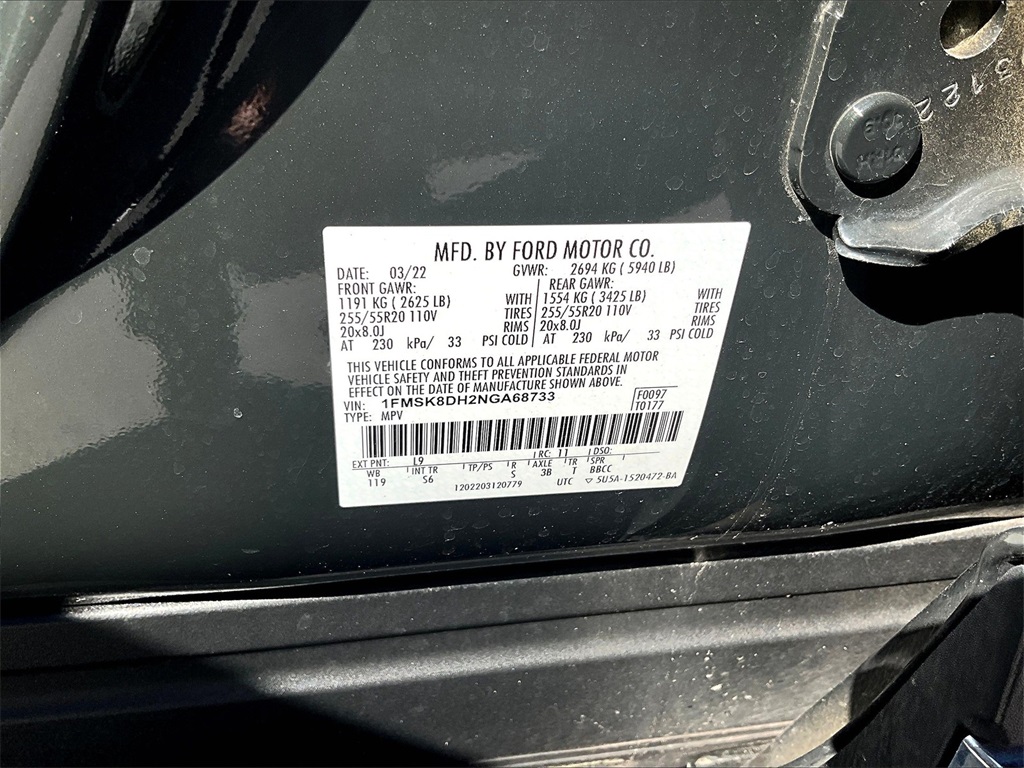 MFD. BY FORD MOTOR CO.
DATE: 03/22 GVWR: 2694 KG ( 5940 LB)
FRONT GAWR: REAR GAWR:
1191 KG ( 2625 LB) WITH 1554 KG ( 3425 LB) WITH
255/55R20 110V TIRES 255/55R20 110V TIRES
20x8.0J RIMS 20x8.0J RIMS
AT 230 kPa/ 33 PSI COLD AT 230 kPa/ 33 PSI COLD
THIS VEHICLE CONFORMS TO ALL APPLICABLE FEDERAL MOTOR
VEHICLE SAFETY AND THEFT PREVENTION STANDARDS IN
EFFECT ON THE DATE OF MANUFACTURE SHOWN ABOVE.
VIN: 1FMSK8DH2NGA68733 F0097
TYPE: MPV T0177
EXT PNT: L9 RC: 11 DSO:
WB INT TR TP/PS R AXLE TR SPR
119 S6 S 3B T BBCC
1202203120779 UTC ▽ 5U5A-1520472-BA
3122